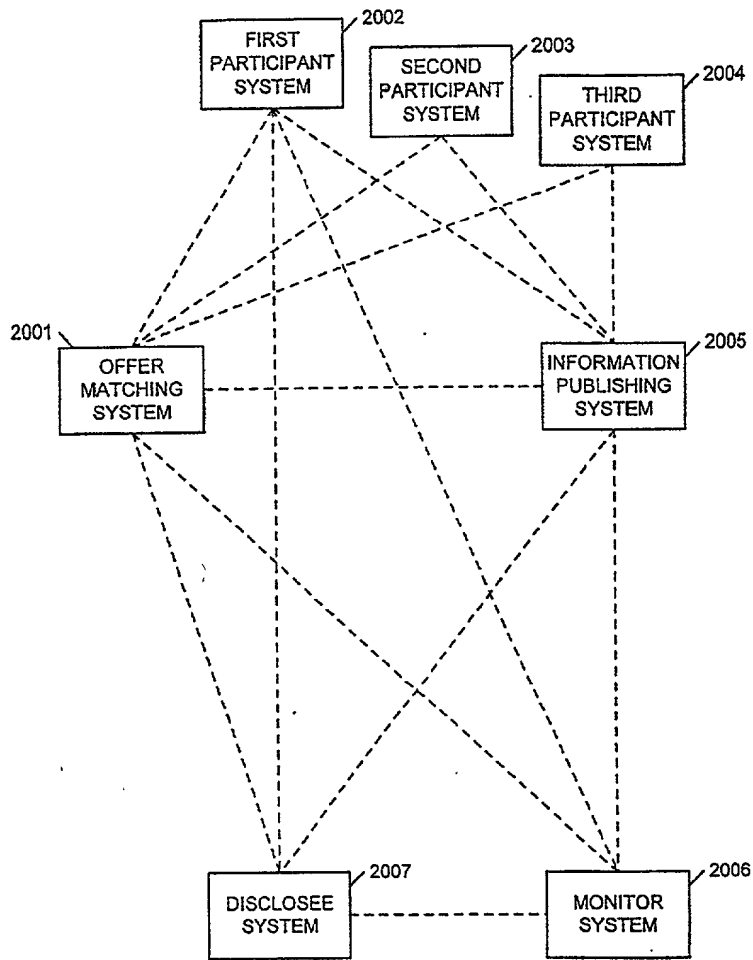 2002
FIRST
PARTICIPANT
SYSTEM
2003
SECOND
PARTICIPANT
SYSTEM
2004
THIRD
PARTICIPANT
SYSTEM
2001
OFFER
MATCHING
SYSTEM
2005
INFORMATION
PUBLISHING
SYSTEM
2007
DISCLOSEE
SYSTEM
2006
MONITOR
SYSTEM